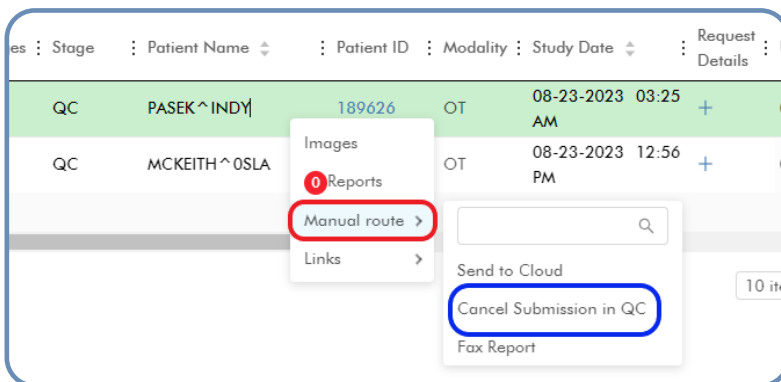 es Stage Patient Name Patient ID Modality Study Date Request Details
QC PASEK^INDY 189626 OT 08-23-2023 03:25 AM +
QC MCKEITH^0SLA OT 08-23-2023 12:56 PM +
Images
0 Reports
Manual route >
Links >
Send to Cloud
Cancel Submission in QC
Fax Report
10 ite